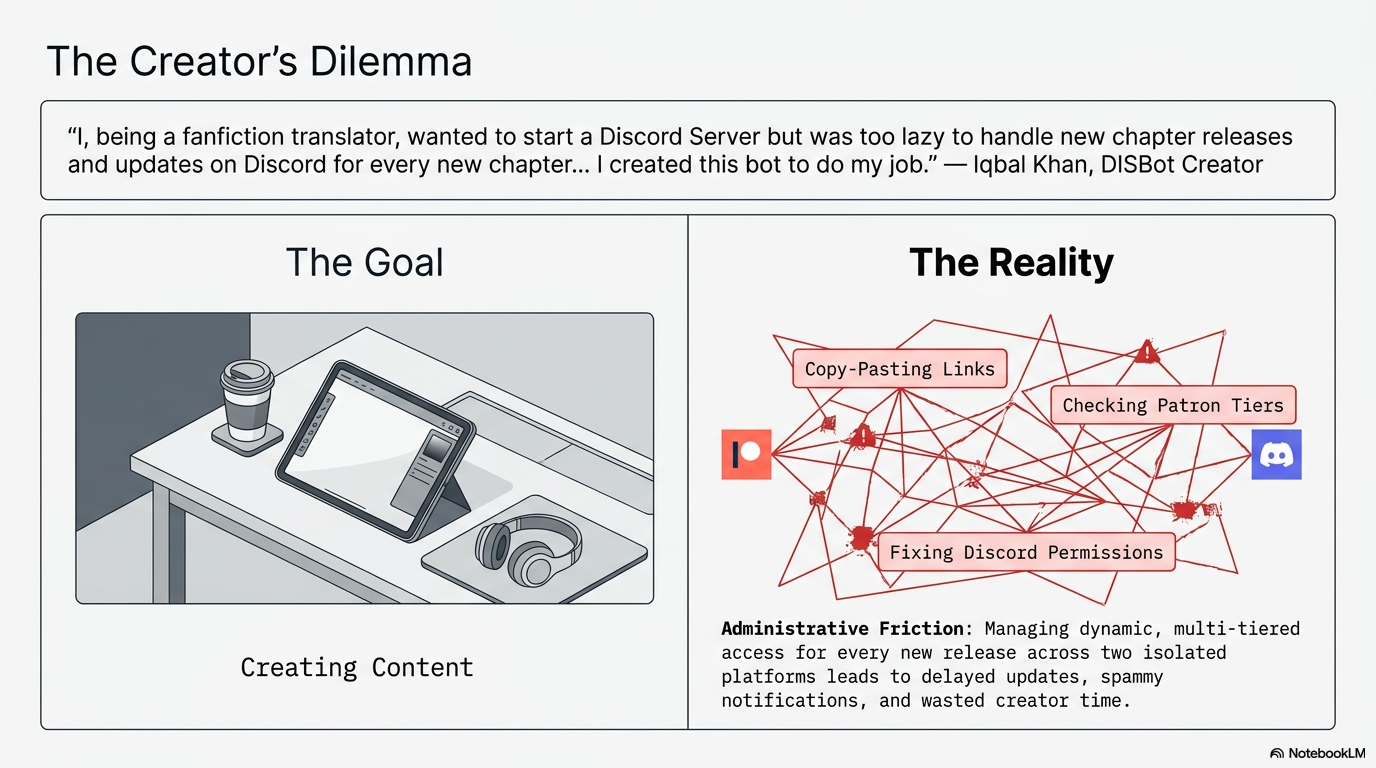 The Creator’s Dilemma
“I, being a fanfiction translator, wanted to start a Discord Server but was too lazy to handle new chapter releases
and updates on Discord for every new chapter... I created this bot to do my job.” — Iqbal Khan, DISBot Creator
The Goal
Creating Content
The Reality
Copy-Pasting Links
Checking Patron Tiers
Fixing Discord Permissions
Administrative Friction: Managing dynamic, multi-tiered
access for every new release across two isolated
platforms leads to delayed updates, spammy
notifications, and wasted creator time.
NotebookLM